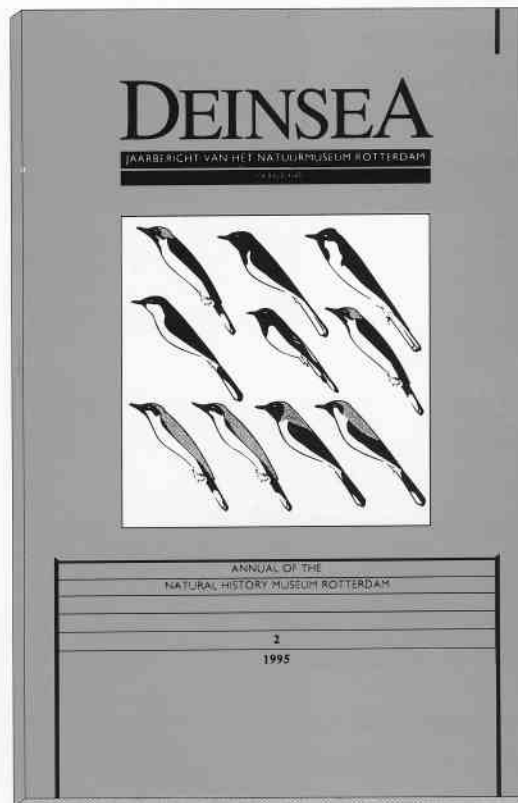 DEINSEA
JAARBERICHT VAN HET NATUURMUSEUM ROTTERDAM
ANNUAL OF THE
NATURAL HISTORY MUSEUM ROTTERDAM
2
1995